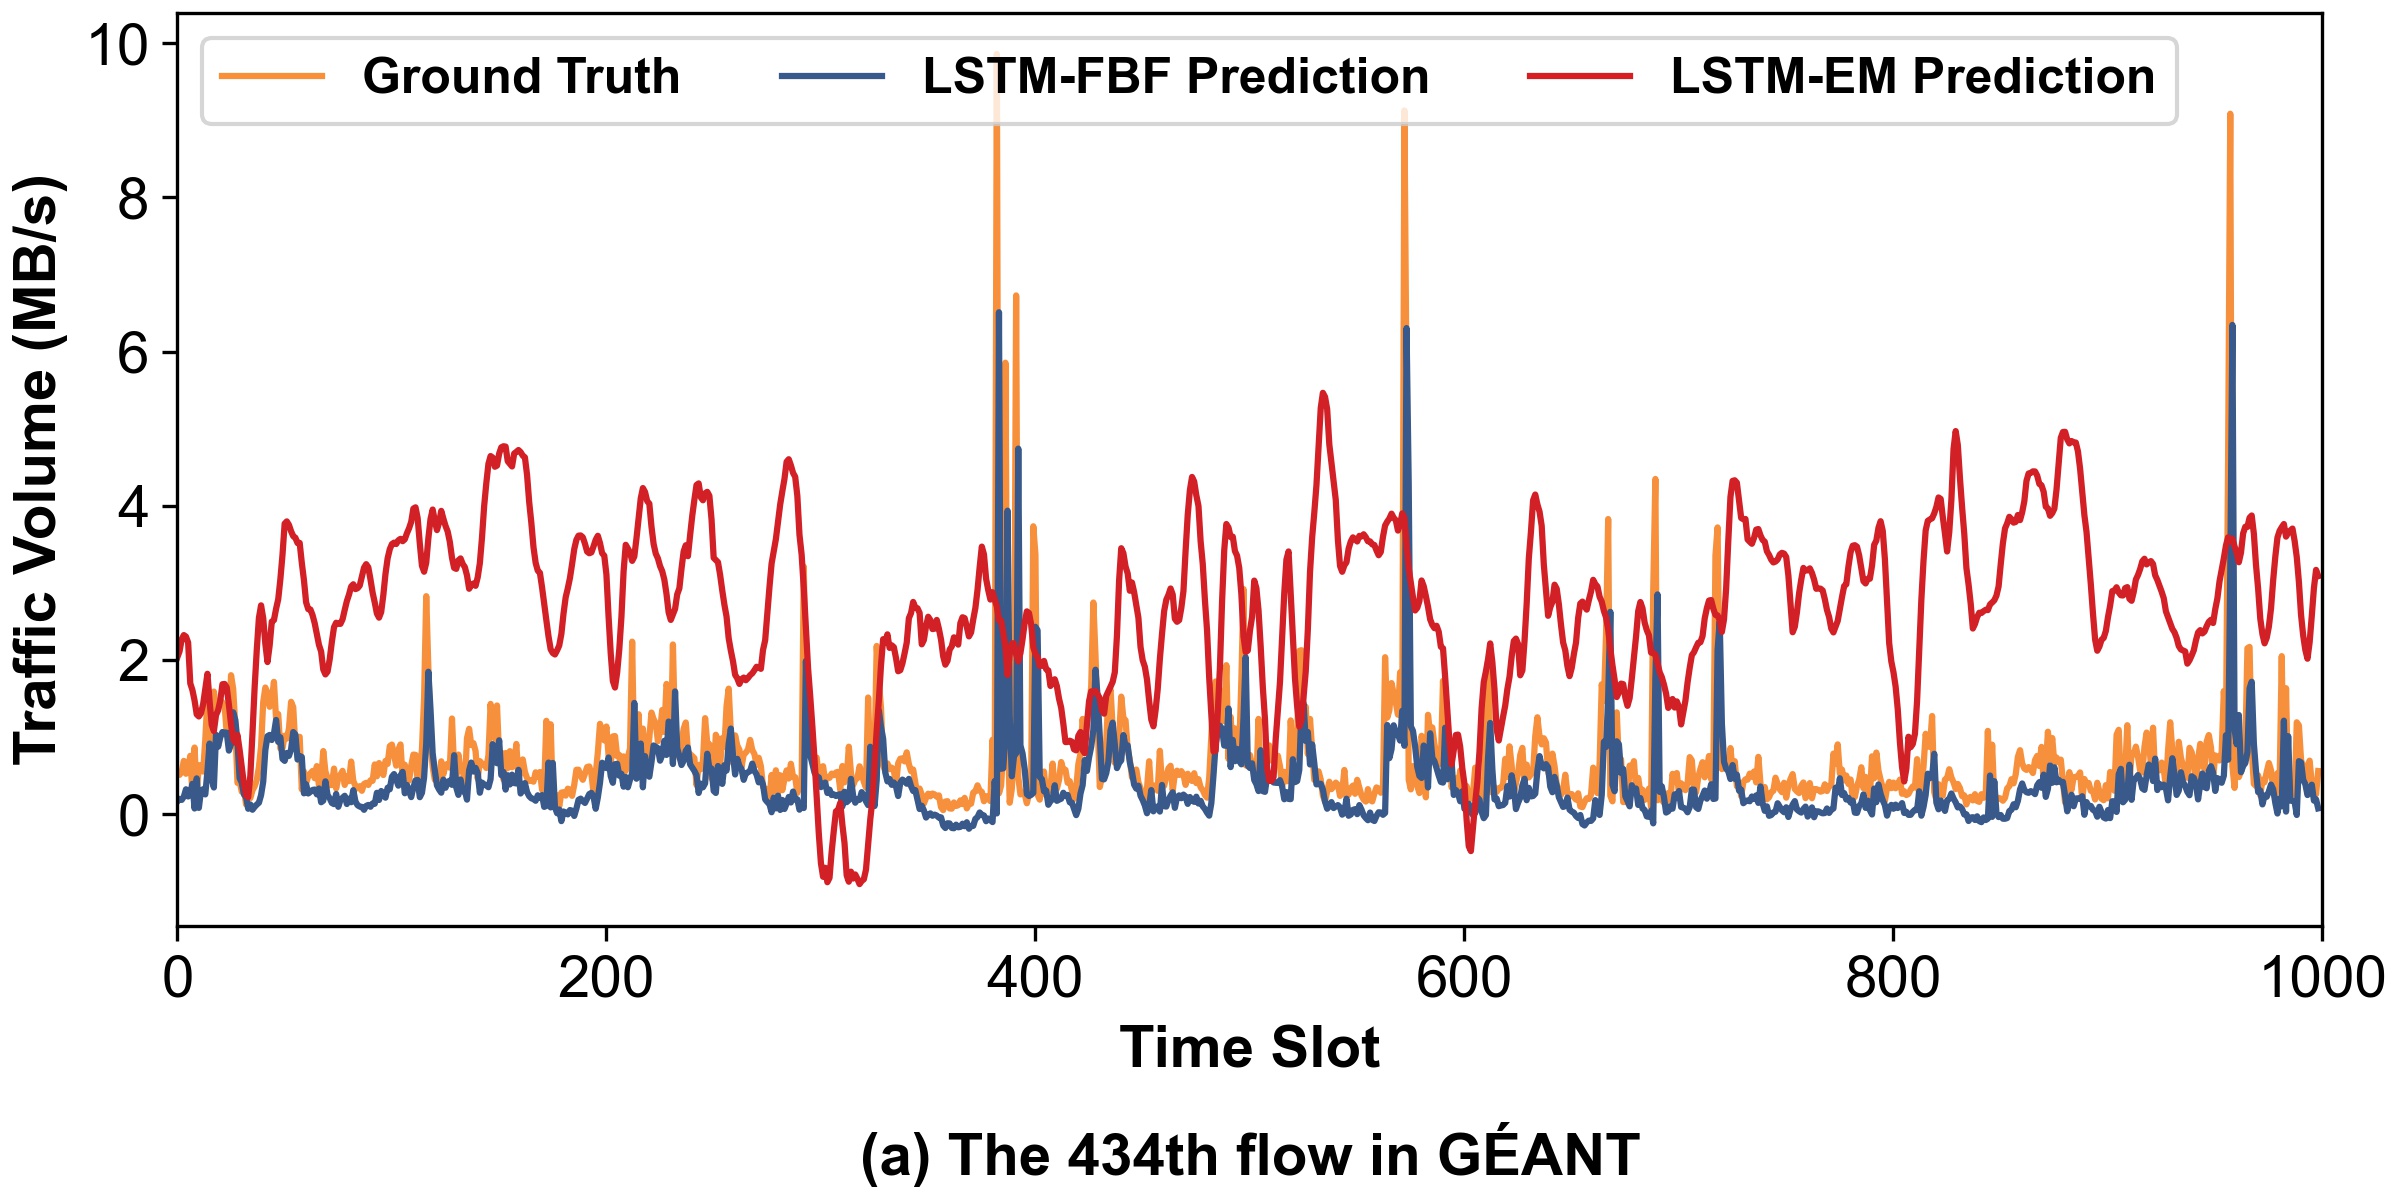 Ground Truth LSTM-FBF Prediction LSTM-EM Prediction
Traffic Volume (MB/s)
10
8
6
4
2
0
0 200 400 600 800 1000
Time Slot
(a) The 434th flow in GÉANT